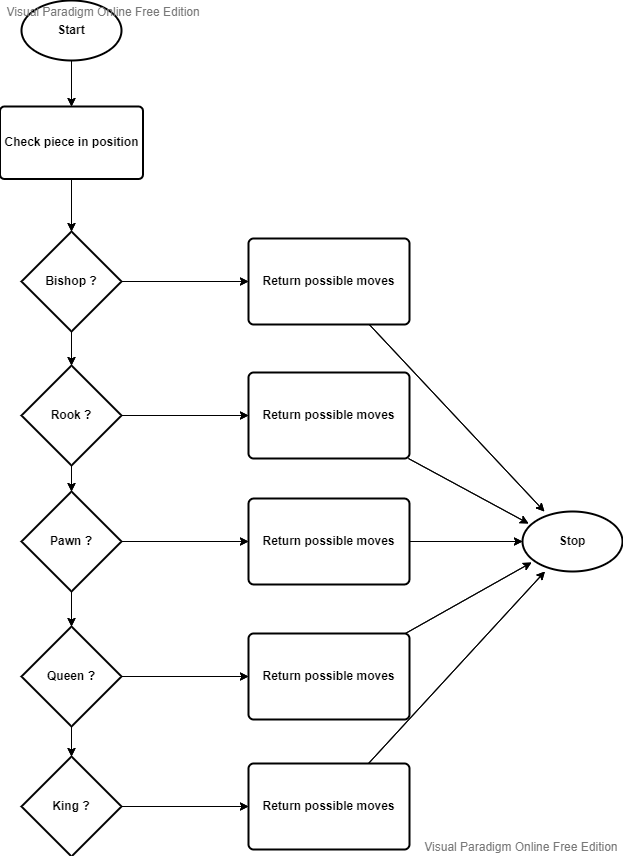 Visual Paradigm Online Free Edition
Start
Check piece in position
Bishop ?
Return possible moves
Rook ?
Return possible moves
Pawn ?
Return possible moves
Stop
Queen ?
Return possible moves
King ?
Return possible moves
Visual Paradigm Online Free Edition